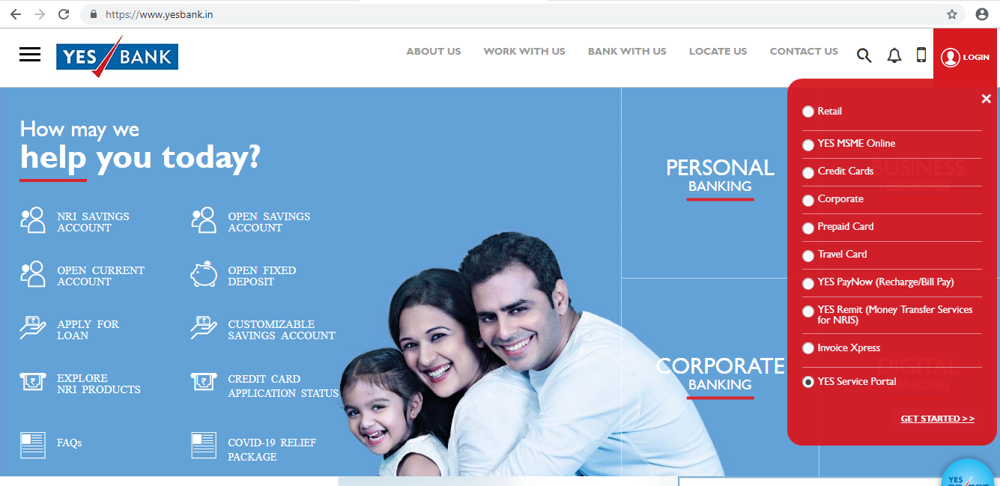 https://www.yesbank.in
YES BANK
ABOUT US
WORK WITH US
BANK WITH US
LOCATE US
CONTACT US
LOGIN
How may we
help you today?
NRI SAVINGS
ACCOUNT
OPEN SAVINGS
ACCOUNT
OPEN CURRENT
ACCOUNT
OPEN FIXED
DEPOSIT
APPLY FOR
LOAN
CUSTOMIZABLE
SAVINGS ACCOUNT
EXPLORE
NRI PRODUCTS
CREDIT CARD
APPLICATION STATUS
FAQs
COVID-19 RELIEF
PACKAGE
PERSONAL
BANKING
CORPORATE
BANKING
BUSINESS
BANKING
DIGITAL
BANKING
Retail
YES MSME Online
Credit Cards
Corporate
Prepaid Card
Travel Card
YES PayNow (Recharge/Bill Pay)
YES Remit (Money Transfer Services
for NRIS)
Invoice Xpress
YES Service Portal
GET STARTED > >
YES